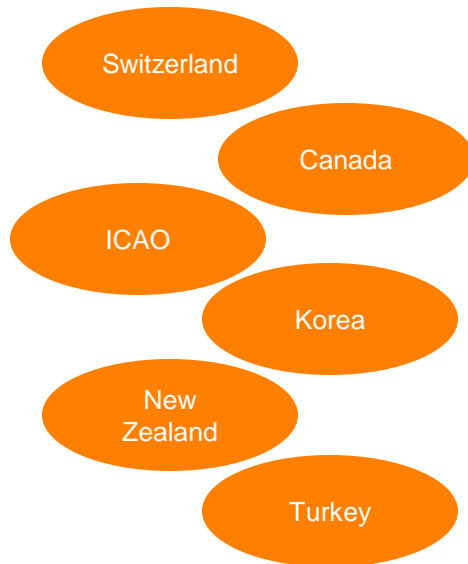 Switzerland
Canada
ICAO
Korea
New
Zealand
Turkey